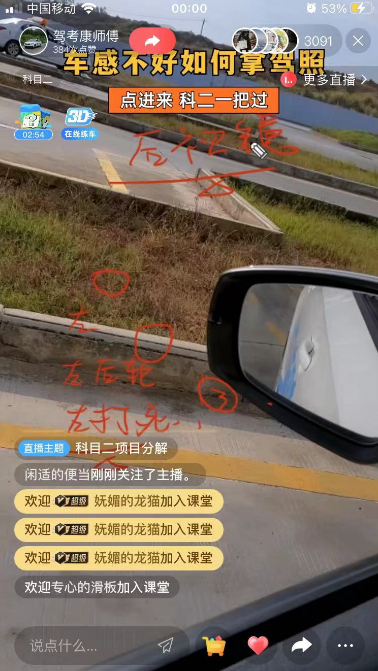 中国移动
00:00
53%
驾考康师傅
384次点赞
3091
车感不好如何拿驾照
科目二
更多直播
点进来 科二一把过
02:54
3D
在线练车
左
左后轮
左打死
3
直播主题 科目二项目分解
闲适的便当刚刚关注了主播。
欢迎 超级 妩媚的龙猫加入课堂
欢迎 超级 妩媚的龙猫加入课堂
欢迎 超级 妩媚的龙猫加入课堂
欢迎专心的滑板加入课堂
说点什么...